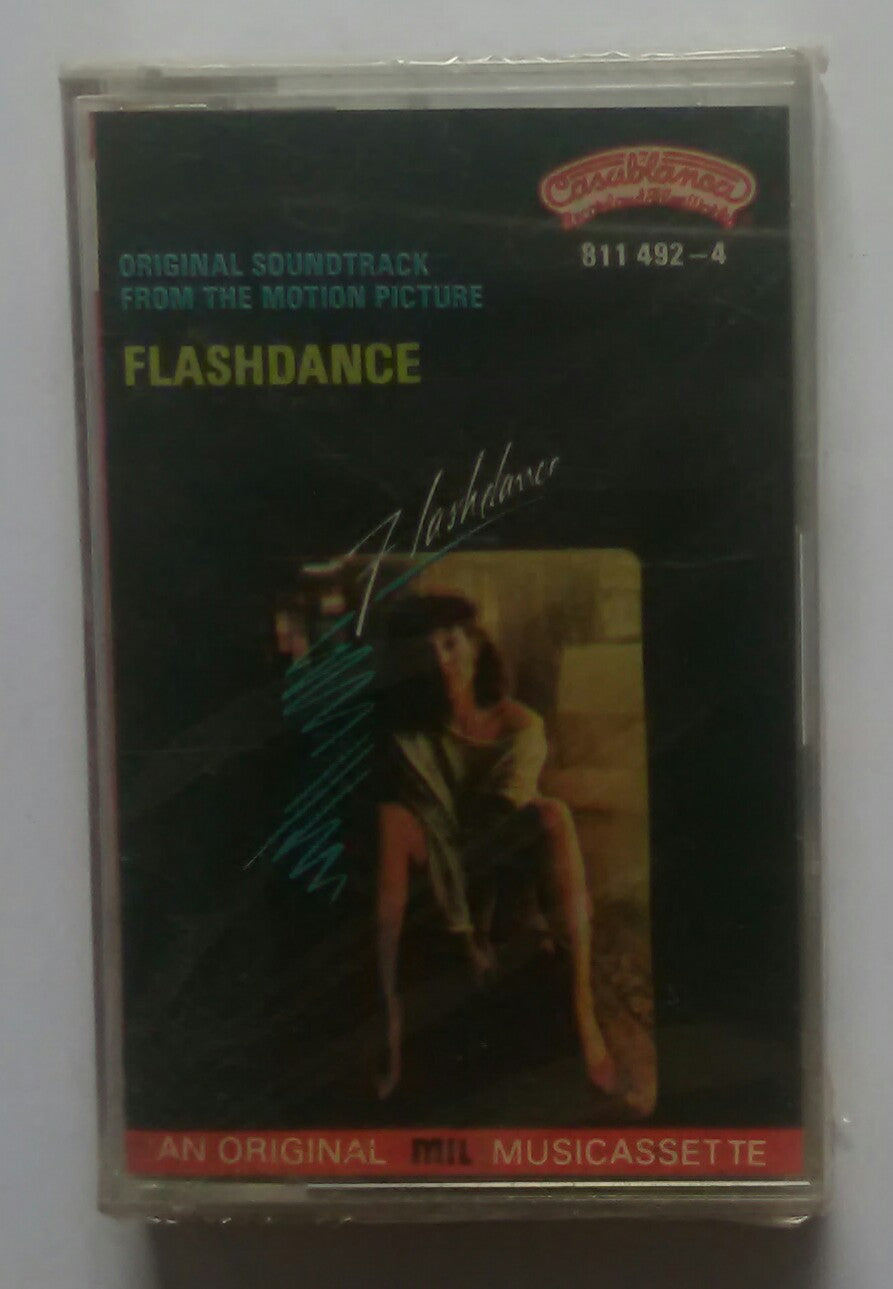 Casablanca
811 492-4
ORIGINAL SOUNDTRACK
FROM THE MOTION PICTURE
FLASHDANCE
Flashdance
AN ORIGINAL MIL MUSICASSETTE